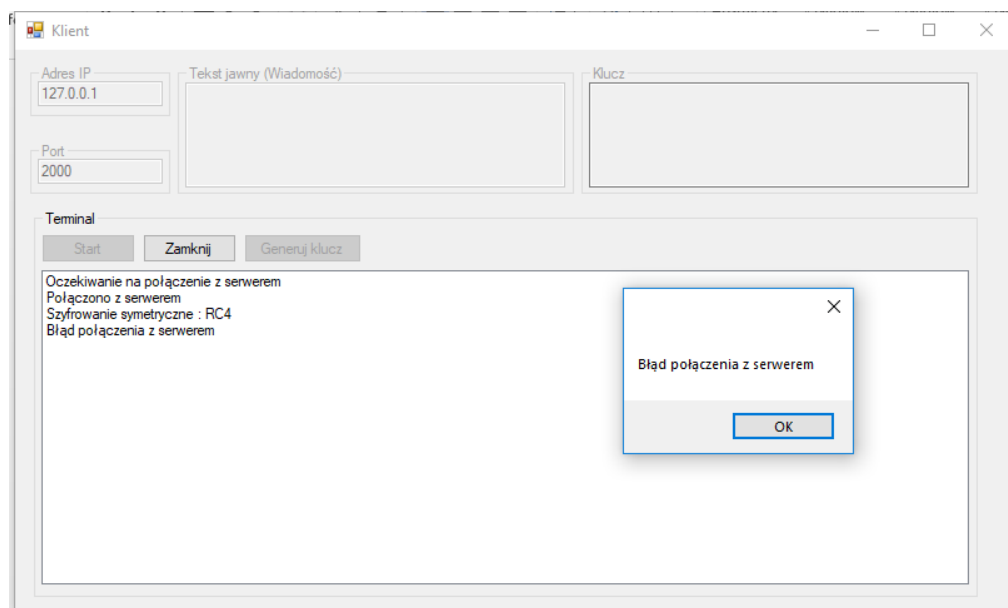 Klient
Adres IP
127.0.0.1
Tekst jawny (Wiadomość)
Klucz
Port
2000
Terminal
Start
Zamknij
Generuj klucz
Oczekiwanie na połączenie z serwerem
Połączono z serwerem
Szyfrowanie symetryczne : RC4
Błąd połączenia z serwerem
Błąd połączenia z serwerem
OK